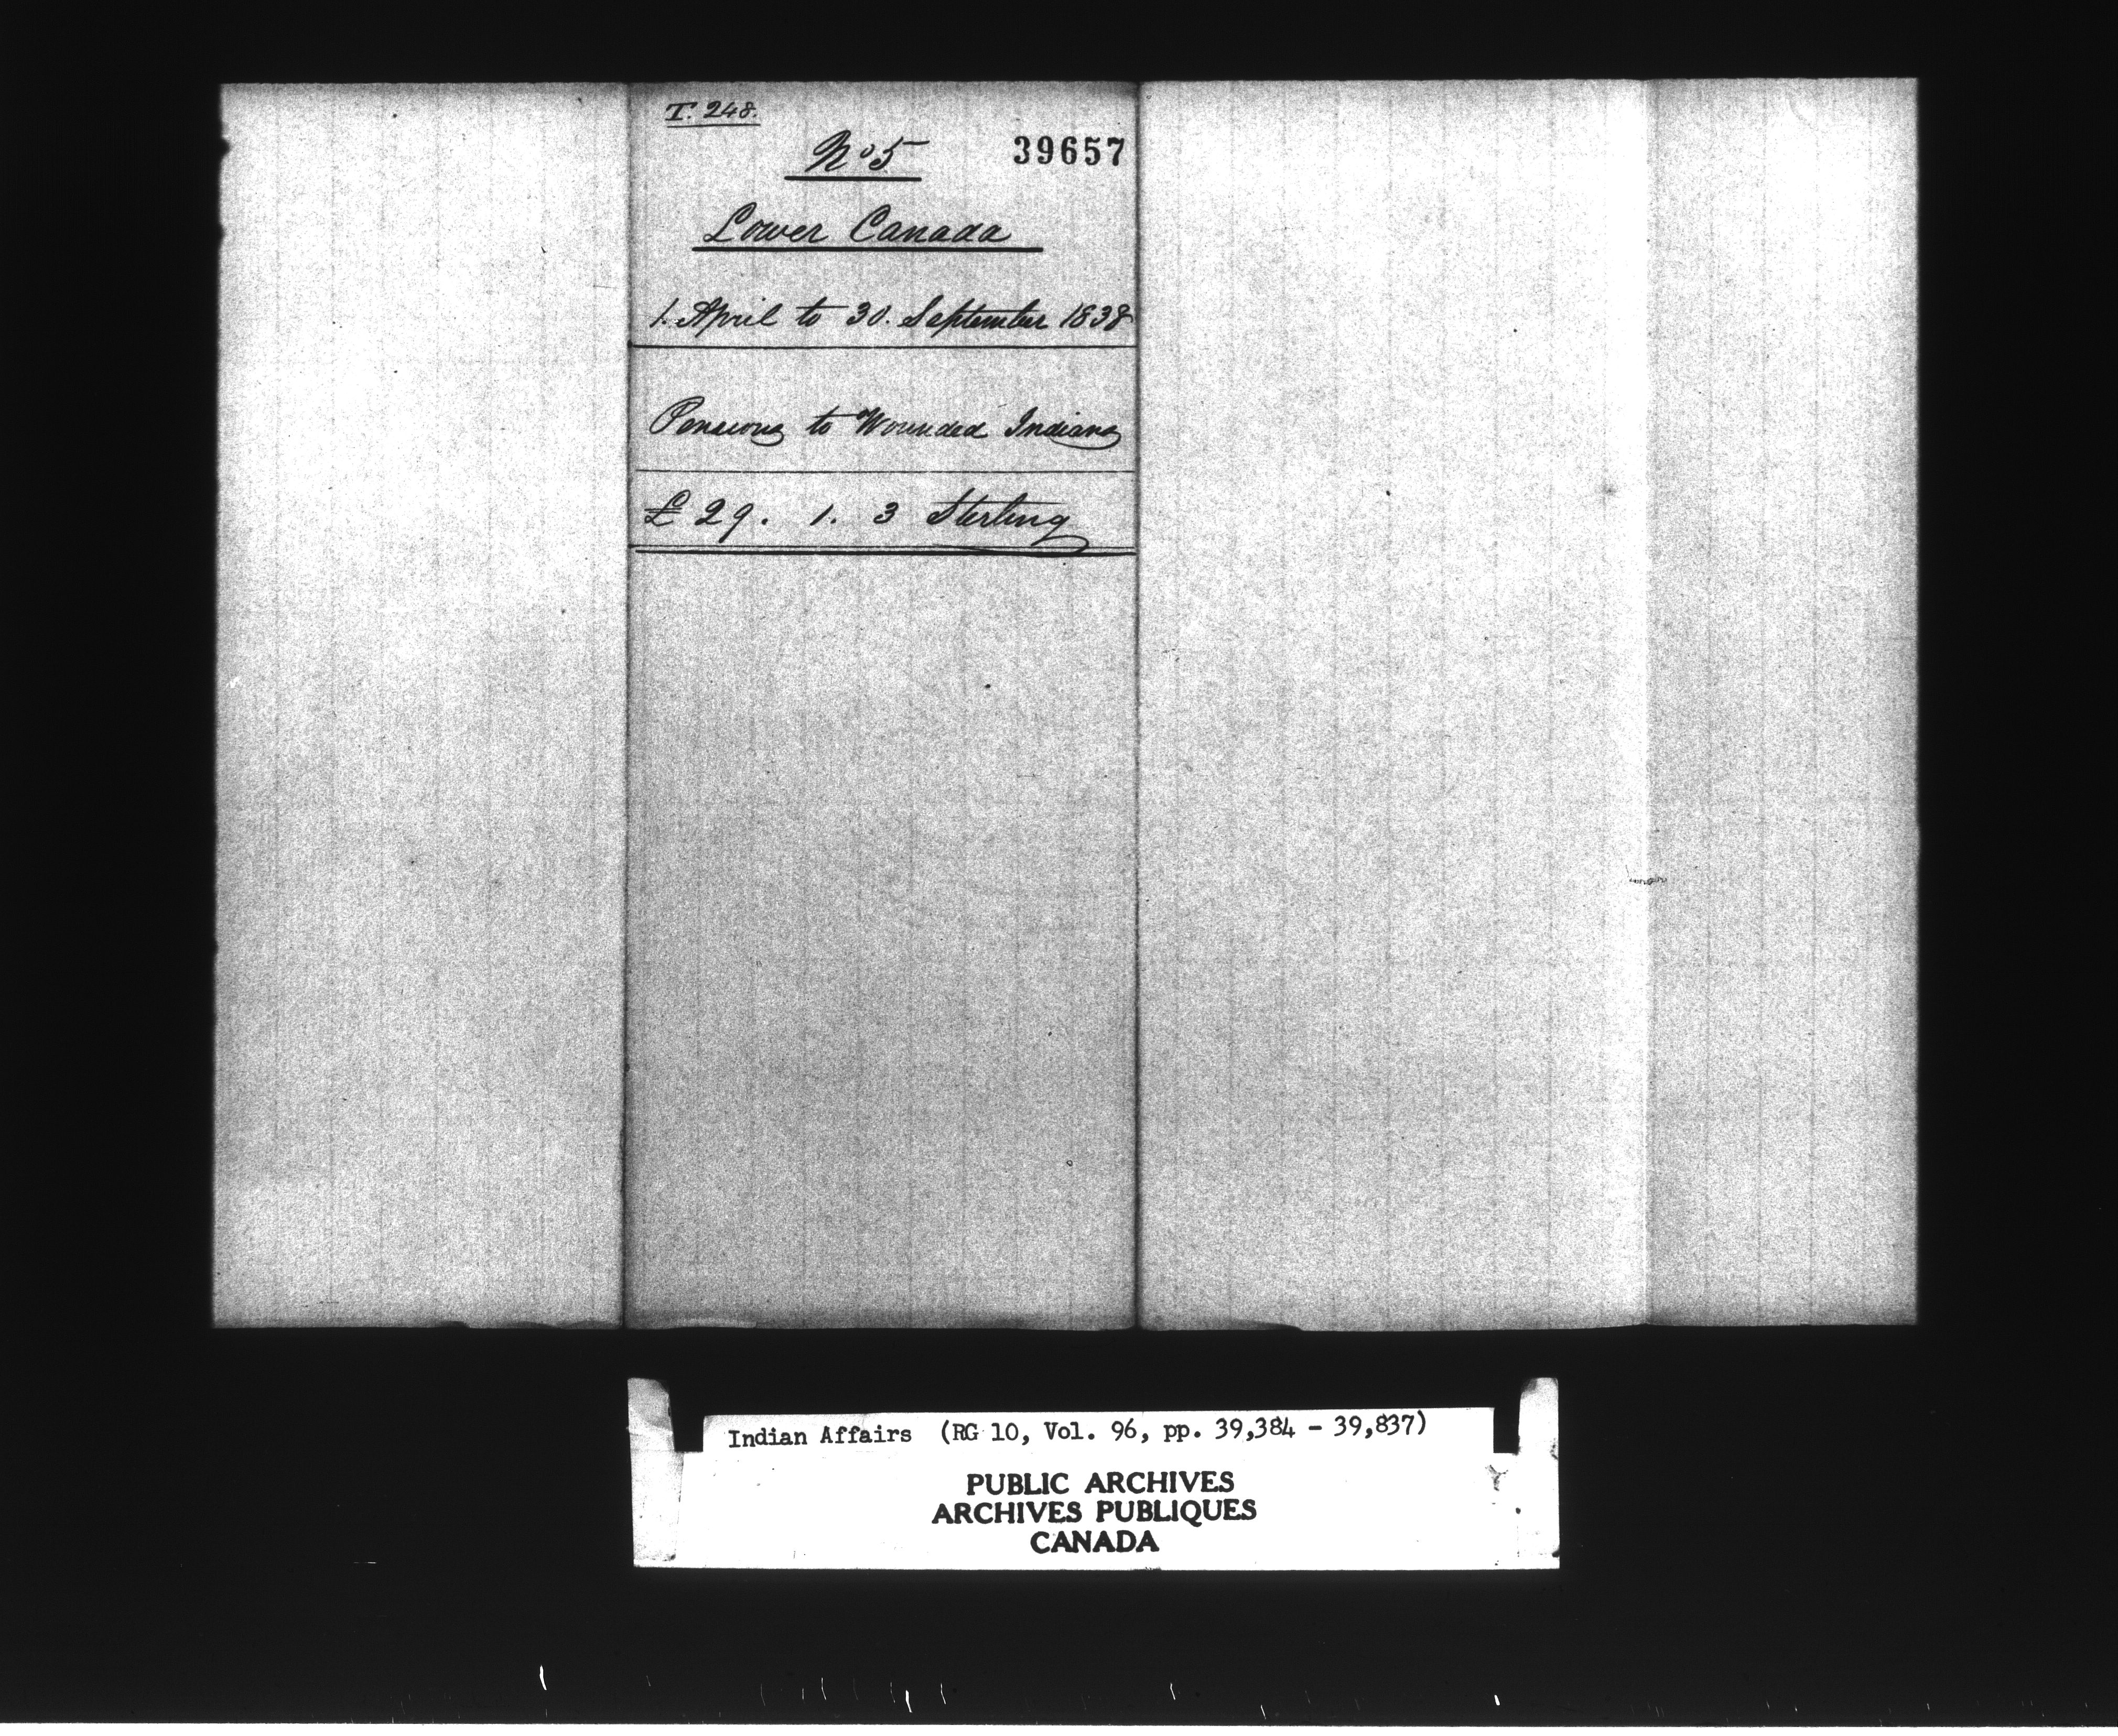 T. 248.
No 5
39657
Lower Canada
1. April to 30. September 1838
Pensions to Wounded Indians
£ 29. 1. 3 Sterling
Indian Affairs (RG 10, Vol. 96, pp. 39,384 - 39,837)
PUBLIC ARCHIVES
ARCHIVES PUBLIQUES
CANADA